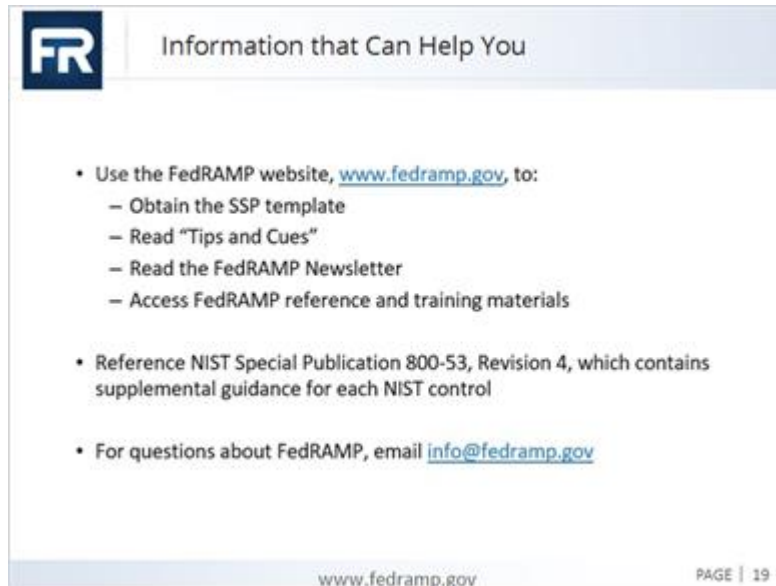 FR
Information that Can Help You
• Use the FedRAMP website, www.fedramp.gov, to:
– Obtain the SSP template
– Read “Tips and Cues”
– Read the FedRAMP Newsletter
– Access FedRAMP reference and training materials
• Reference NIST Special Publication 800-53, Revision 4, which contains
supplemental guidance for each NIST control
• For questions about FedRAMP, email info@fedramp.gov
www.fedramp.gov
PAGE | 19